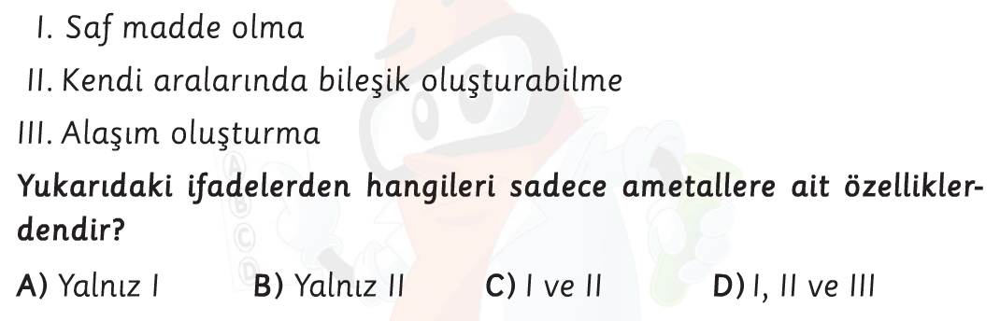 I. Saf madde olma
II. Kendi aralarında bileşik oluşturabilme
III. Alaşım oluşturma
Yukarıdaki ifadelerden hangileri sadece ametallere ait özellikler-
dendir?
A) Yalnız I B) Yalnız II C) I ve II D) I, II ve III